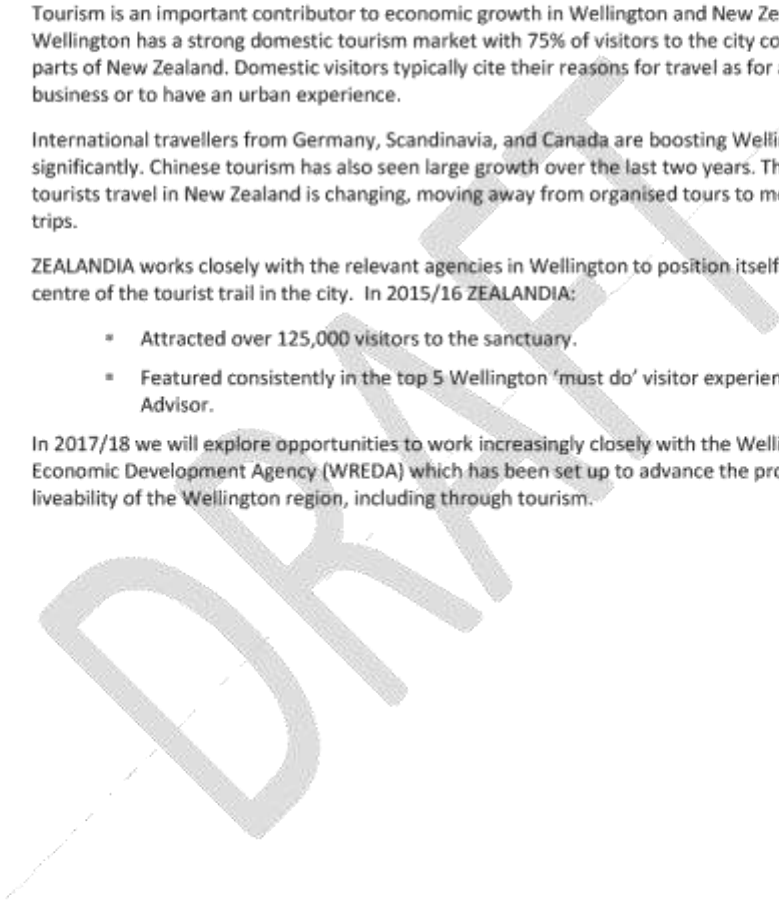 Tourism is an important contributor to economic growth in Wellington and New Ze
Wellington has a strong domestic tourism market with 75% of visitors to the city co
parts of New Zealand. Domestic visitors typically cite their reasons for travel as for
business or to have an urban experience.
International travellers from Germany, Scandinavia, and Canada are boosting Welli
significantly. Chinese tourism has also seen large growth over the last two years. Th
tourists travel in New Zealand is changing, moving away from organised tours to m
trips.
ZEALANDIA works closely with the relevant agencies in Wellington to position itself
centre of the tourist trail in the city. In 2015/16 ZEALANDIA:
▪ Attracted over 125,000 visitors to the sanctuary.
▪ Featured consistently in the top 5 Wellington 'must do' visitor experien
Advisor.
In 2017/18 we will explore opportunities to work increasingly closely with the Welli
Economic Development Agency (WREDA) which has been set up to advance the pro
liveability of the Wellington region, including through tourism.
DRAFT